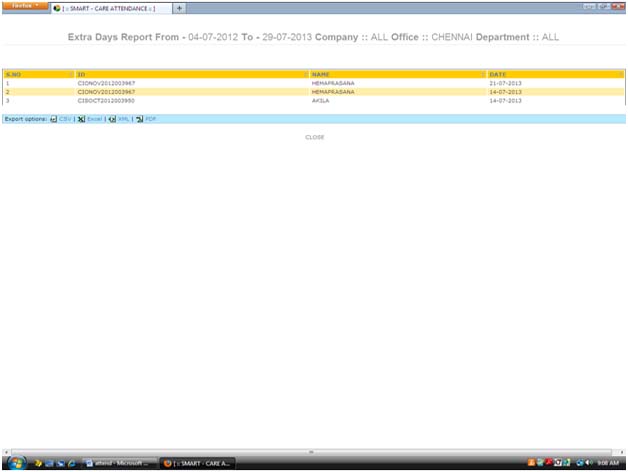 Firefox
[ :: SMART - CARE ATTENDANCE :: ]
Extra Days Report From - 04-07-2012 To - 29-07-2013 Company :: ALL Office :: CHENNAI Department :: ALL
S.NO ID NAME DATE
1 CIONOV2012003967 HEMAPRASANA 21-07-2013
2 CIONOV2012003967 HEMAPRASANA 14-07-2013
3 CISOCT2012003950 AKILA 14-07-2013
Export options: CSV | Excel | XML | PDF
CLOSE
attend - Microsoft ... [ :: SMART - CARE A... 9:08 AM